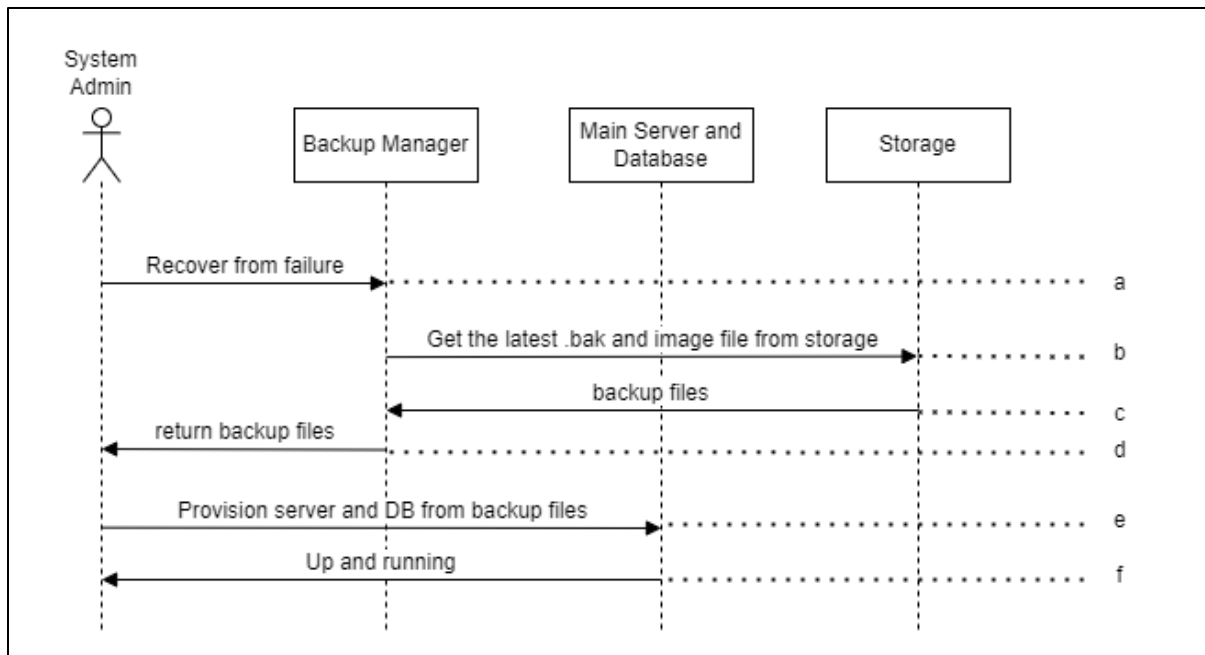 System
Admin
Backup Manager
Main Server and
Database
Storage
Recover from failure
a
Get the latest .bak and image file from storage
b
backup files
c
return backup files
d
Provision server and DB from backup files
e
Up and running
f